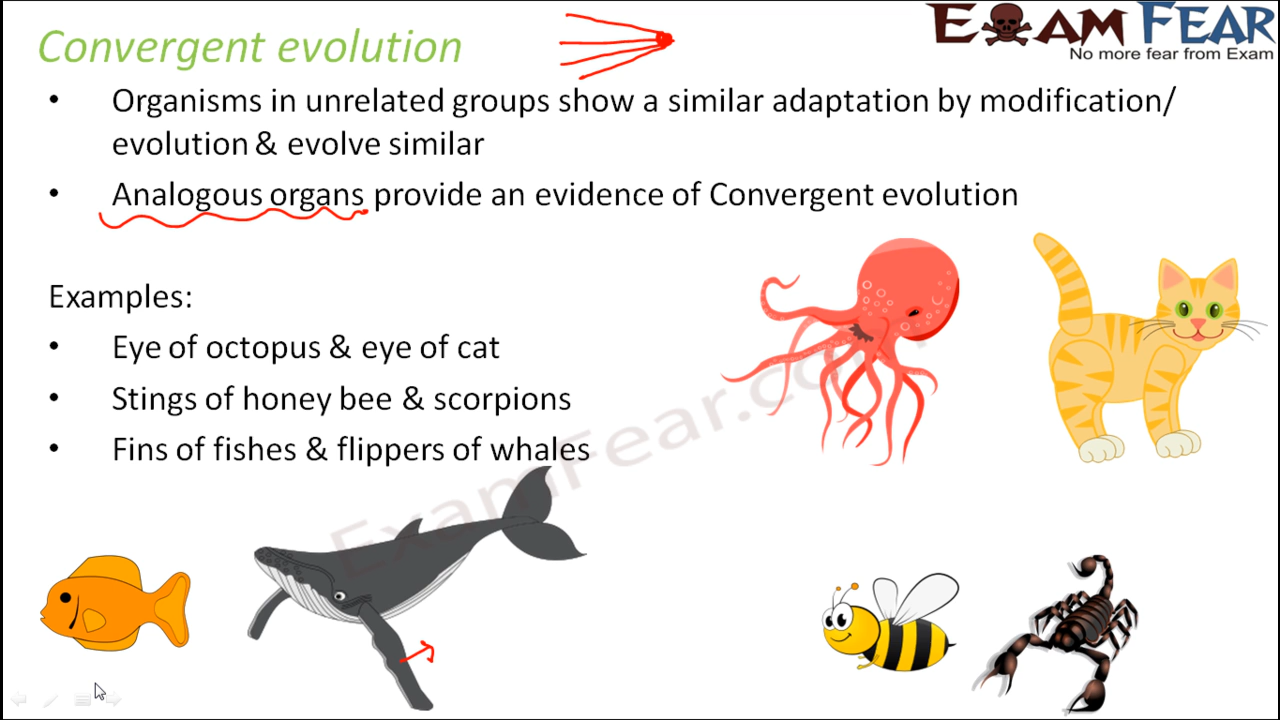 Convergent evolution
EXAM FEAR
No more fear from Exam
• Organisms in unrelated groups show a similar adaptation by modification/
evolution & evolve similar
• Analogous organs provide an evidence of Convergent evolution
Examples:
• Eye of octopus & eye of cat
• Stings of honey bee & scorpions
• Fins of fishes & flippers of whales
ExamFear.com